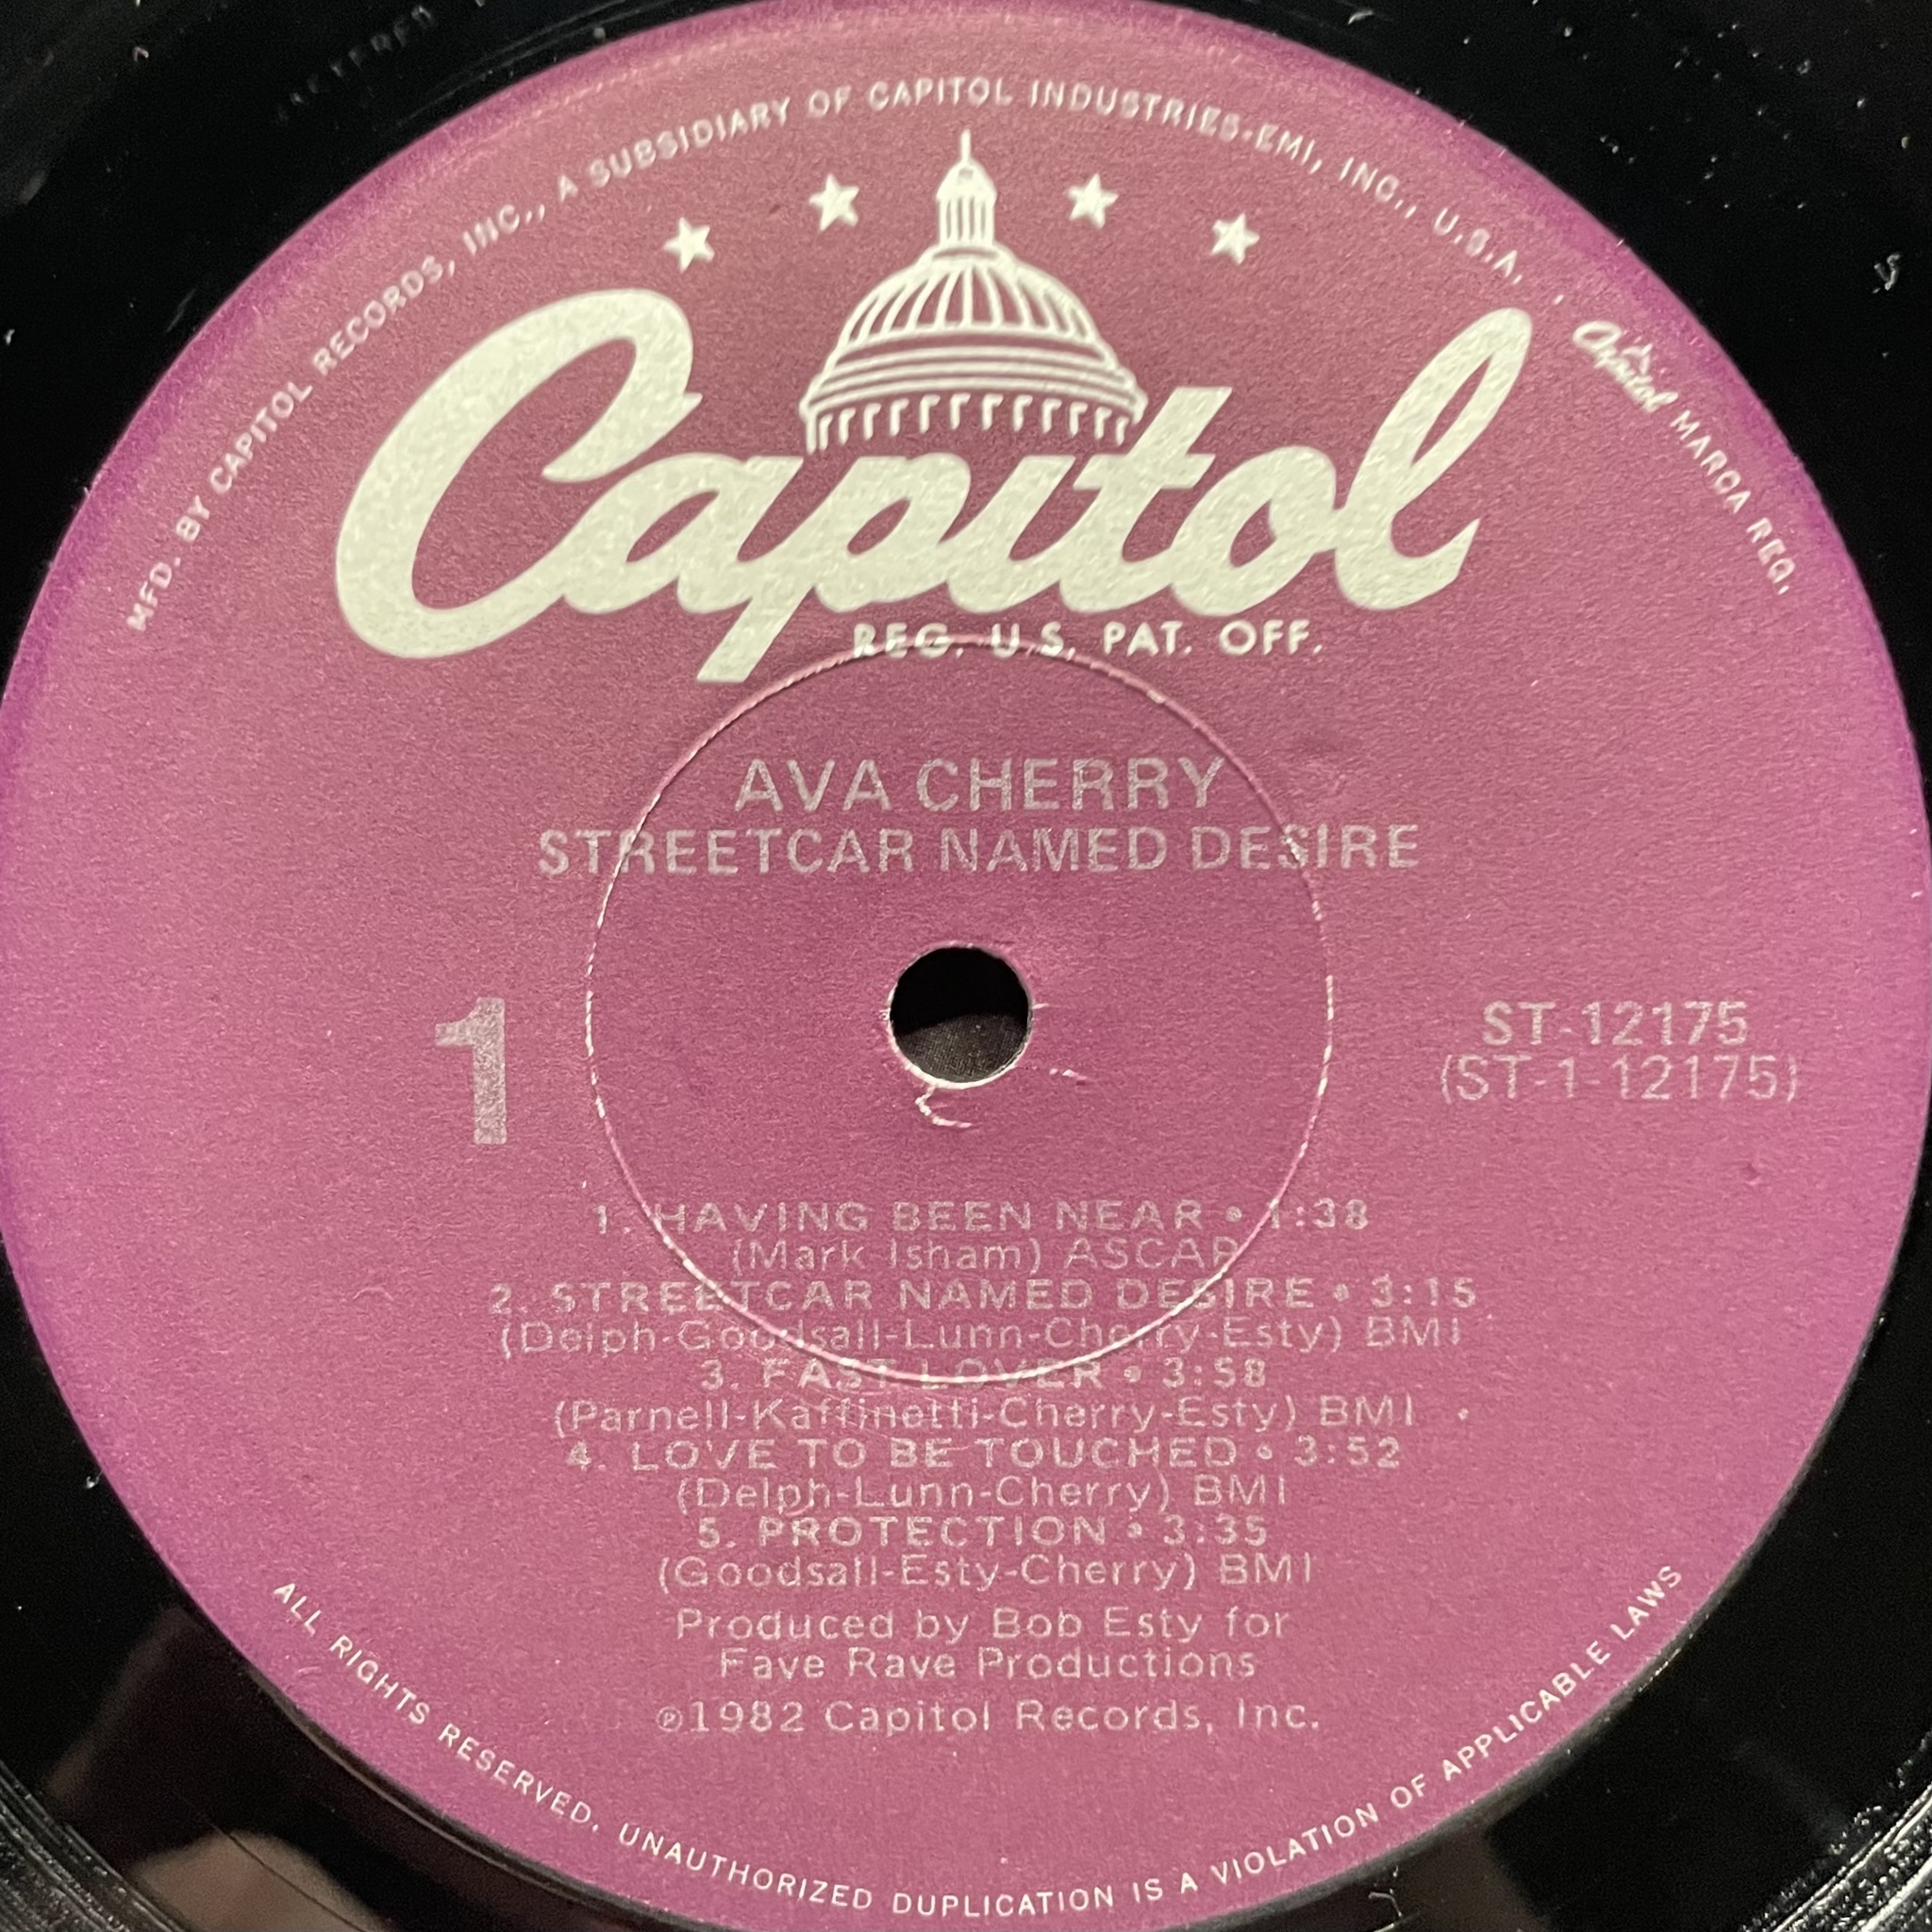 MFD. BY CAPITOL RECORDS, INC., A SUBSIDIARY OF CAPITOL INDUSTRIES-EMI, INC., U.S.A. . Capitol MARCA REG.
Capitol
REG. U.S. PAT. OFF.
AVA CHERRY
STREETCAR NAMED DESIRE
1
ST-12175
(ST-1-12175)
1. HAVING BEEN NEAR • 1:38
(Mark Isham) ASCAP
2. STREETCAR NAMED DESIRE • 3:15
(Delph-Goodsall-Lunn-Cherry-Esty) BMI
3. FAST LOVER • 3:58
(Parnell-Kaffinetti-Cherry-Esty) BMI
4. LOVE TO BE TOUCHED • 3:52
(Delph-Lunn-Cherry) BMI
5. PROTECTION • 3:35
(Goodsall-Esty-Cherry) BMI
Produced by Bob Esty for
Fave Rave Productions
℗1982 Capitol Records, Inc.
ALL RIGHTS RESERVED. UNAUTHORIZED DUPLICATION IS A VIOLATION OF APPLICABLE LAWS